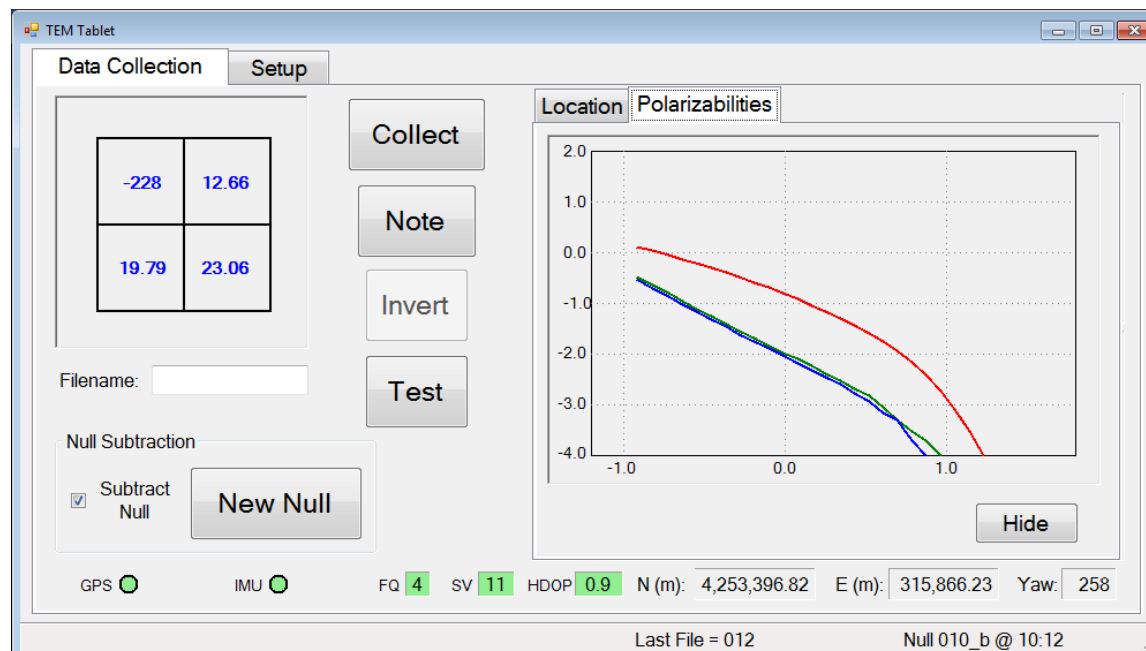 TEM Tablet
Data Collection
Setup
-228 12.66
19.79 23.06
Collect
Note
Invert
Test
Filename:
Null Subtraction
Subtract
Null
New Null
Location
Polarizabilities
2.0
1.0
0.0
-1.0
-2.0
-3.0
-4.0
-1.0 0.0 1.0
Hide
GPS IMU FQ 4 SV 11 HDOP 0.9 N (m): 4,253,396.82 E (m): 315,866.23 Yaw: 258
Last File = 012 Null 010_b @ 10:12